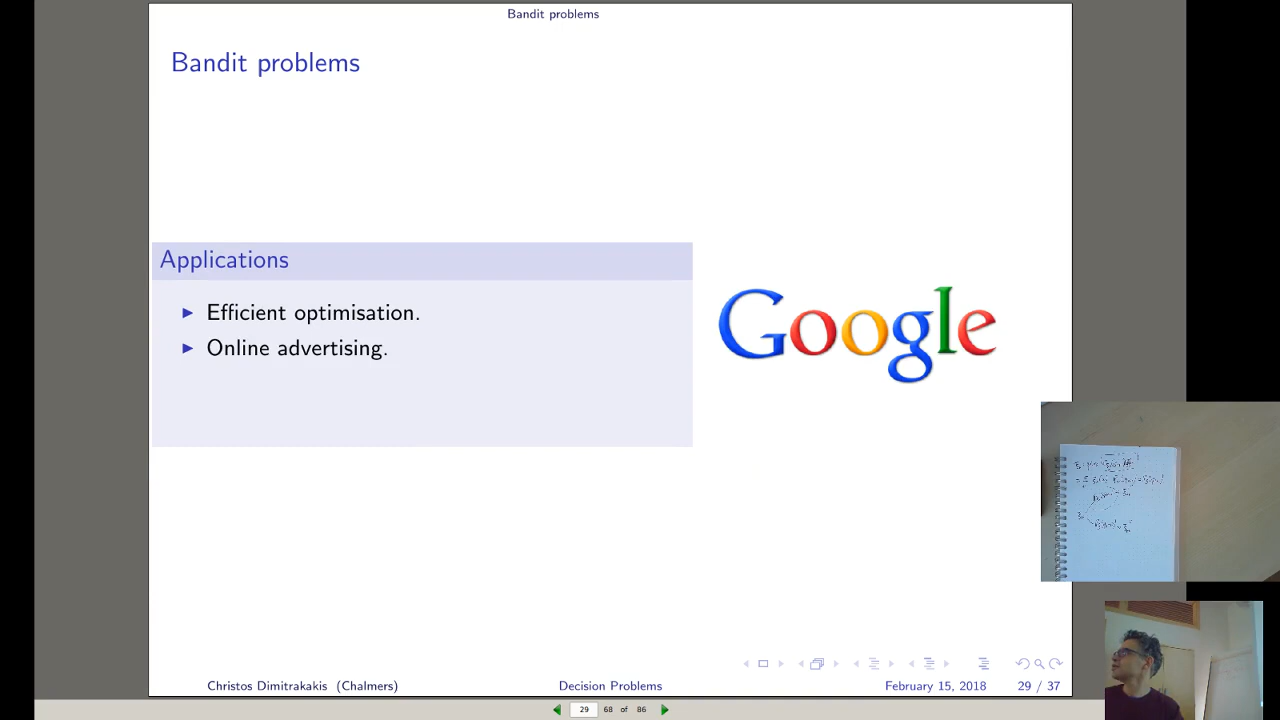 Bandit problems
Bandit problems
Applications
▶ Efficient optimisation.
▶ Online advertising.
Google
Christos Dimitrakakis (Chalmers)
Decision Problems
February 15, 2018
29 / 37
29
68 of 86